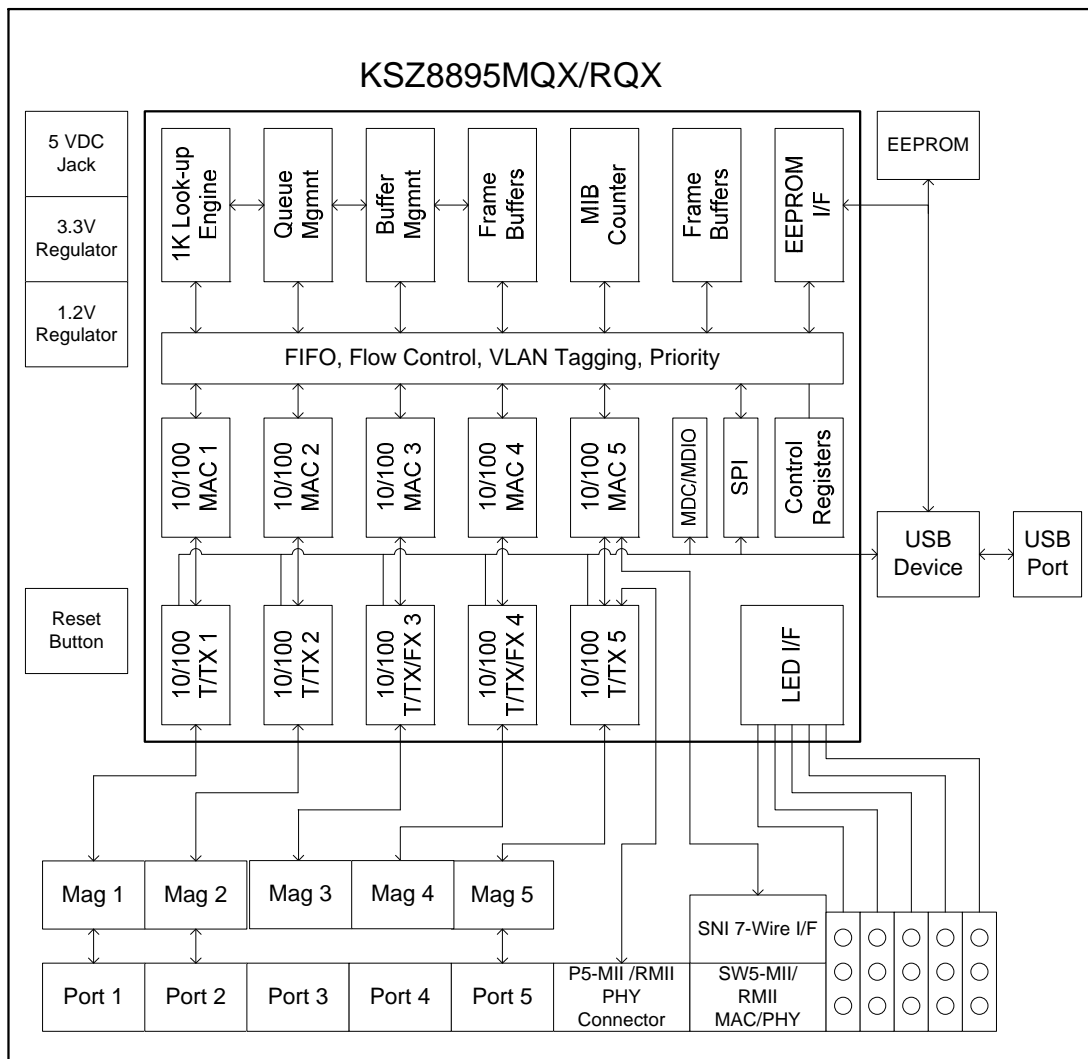 KSZ8895MQX/RQX
5 VDC
Jack
3.3V
Regulator
1.2V
Regulator
1K Look-up
Engine
Queue
Mgmnt
Buffer
Mgmnt
Frame
Buffers
MIB
Counter
Frame
Buffers
EEPROM
I/F
EEPROM
FIFO, Flow Control, VLAN Tagging, Priority
10/100
MAC 1
10/100
MAC 2
10/100
MAC 3
10/100
MAC 4
10/100
MAC 5
MDC/MDIO
SPI
Control
Registers
USB
Device
USB
Port
Reset
Button
10/100
T/TX 1
10/100
T/TX 2
10/100
T/TX/FX 3
10/100
T/TX/FX 4
10/100
T/TX 5
LED I/F
Mag 1
Mag 2
Mag 3
Mag 4
Mag 5
SNI 7-Wire I/F
Port 1
Port 2
Port 3
Port 4
Port 5
P5-MII /RMII
PHY
Connector
SW5-MII/
RMII
MAC/PHY